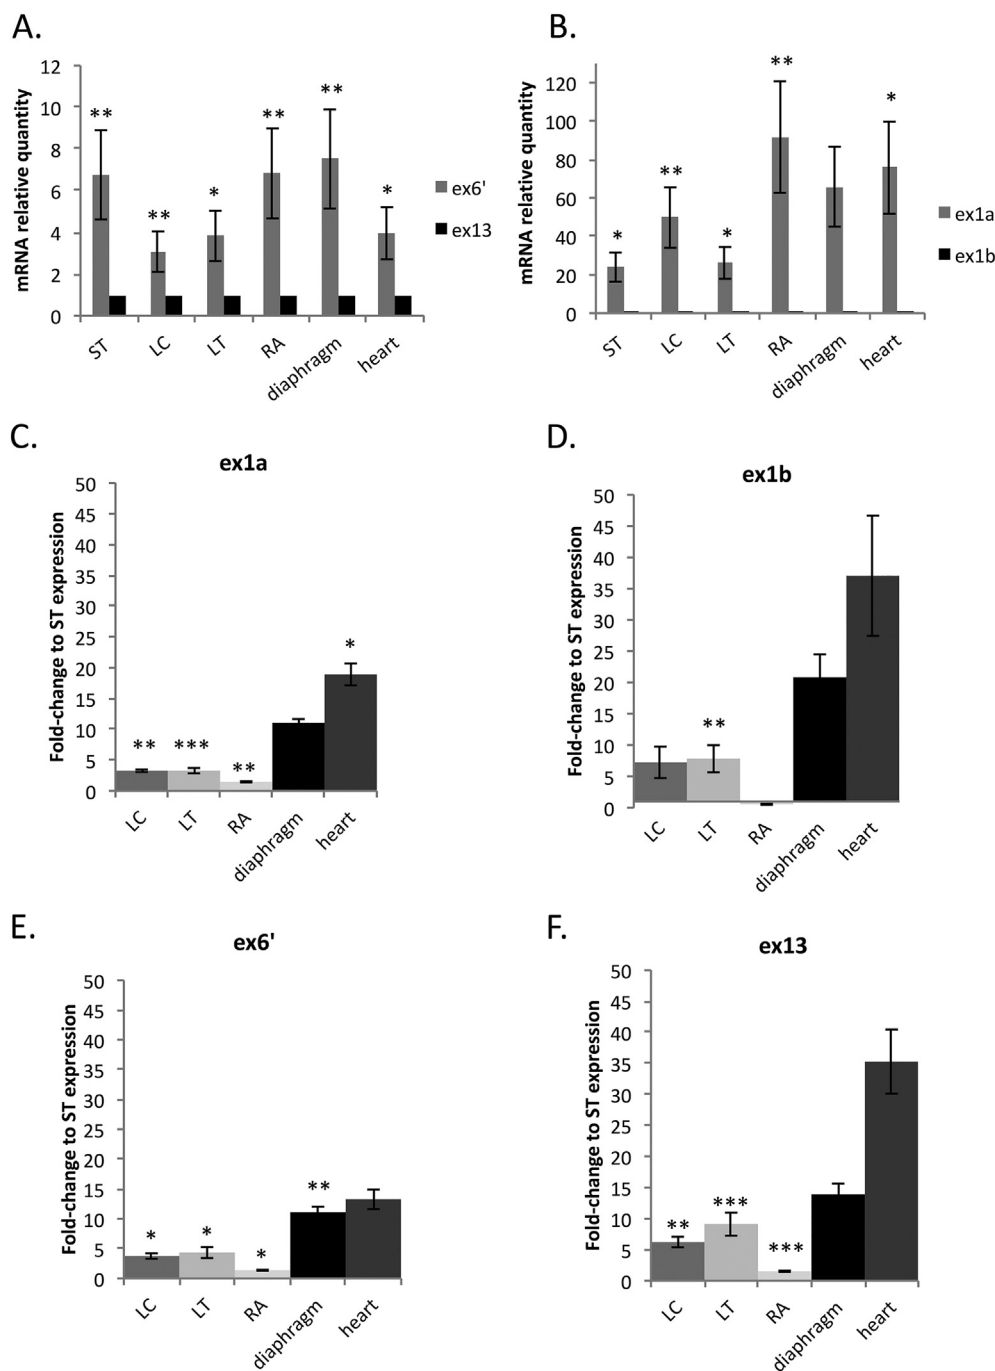 A.
mRNA relative quantity
12
10
8
6
4
2
0
**
**
*
**
**
*
ex6'
ex13
ST
LC
LT
RA
diaphragm
heart
B.
mRNA relative quantity
120
100
80
60
40
20
0
*
**
*
**
*
ex1a
ex1b
ST
LC
LT
RA
diaphragm
heart
C.
ex1a
Fold-change to ST expression
50
45
40
35
30
25
20
15
10
5
0
**
***
**
*
LC
LT
RA
diaphragm
heart
D.
ex1b
Fold-change to ST expression
50
45
40
35
30
25
20
15
10
5
0
**
LC
LT
RA
diaphragm
heart
E.
ex6'
Fold-change to ST expression
50
45
40
35
30
25
20
15
10
5
0
*
*
*
**
LC
LT
RA
diaphragm
heart
F.
ex13
Fold-change to ST expression
50
45
40
35
30
25
20
15
10
5
0
**
***
***
LC
LT
RA
diaphragm
heart